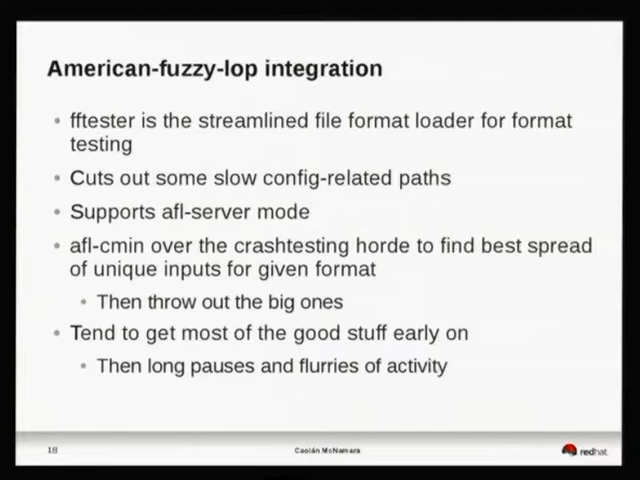 American-fuzzy-lop integration
• fftester is the streamlined file format loader for format
testing
• Cuts out some slow config-related paths
• Supports afl-server mode
• afl-cmin over the crashtesting horde to find best spread
of unique inputs for given format
• Then throw out the big ones
• Tend to get most of the good stuff early on
• Then long pauses and flurries of activity
18
Caolán McNamara
redhat